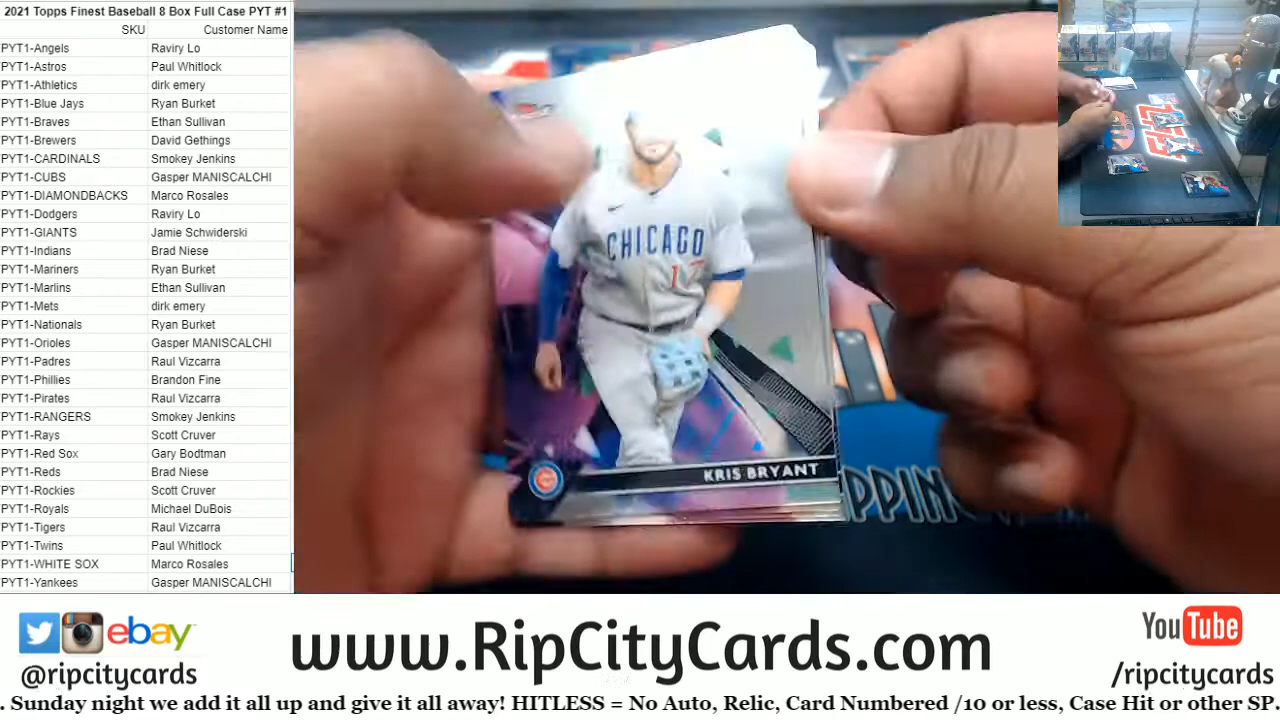 2021 Topps Finest Baseball 8 Box Full Case PYT #1
SKU Customer Name
PYT1-Angels Raviry Lo
PYT1-Astros Paul Whitlock
PYT1-Athletics dirk emery
PYT1-Blue Jays Ryan Burket
PYT1-Braves Ethan Sullivan
PYT1-Brewers David Gethings
PYT1-CARDINALS Smokey Jenkins
PYT1-CUBS Gasper MANISCALCHI
PYT1-DIAMONDBACKS Marco Rosales
PYT1-Dodgers Raviry Lo
PYT1-GIANTS Jamie Schwiderski
PYT1-Indians Brad Niese
PYT1-Mariners Ryan Burket
PYT1-Marlins Ethan Sullivan
PYT1-Mets dirk emery
PYT1-Nationals Ryan Burket
PYT1-Orioles Gasper MANISCALCHI
PYT1-Padres Raul Vizcarra
PYT1-Phillies Brandon Fine
PYT1-Pirates Raul Vizcarra
PYT1-RANGERS Smokey Jenkins
PYT1-Rays Scott Cruver
PYT1-Red Sox Gary Bodtman
PYT1-Reds Brad Niese
PYT1-Rockies Scott Cruver
PYT1-Royals Michael DuBois
PYT1-Tigers Raul Vizcarra
PYT1-Twins Paul Whitlock
PYT1-WHITE SOX Marco Rosales
PYT1-Yankees Gasper MANISCALCHI
CHICAGO
17
KRIS BRYANT
PPIN
ebay
@ripcitycards
www.RipCityCards.com
YouTube
/ripcitycards
. Sunday night we add it all up and give it all away! HITLESS = No Auto, Relic, Card Numbered /10 or less, Case Hit or other SP.